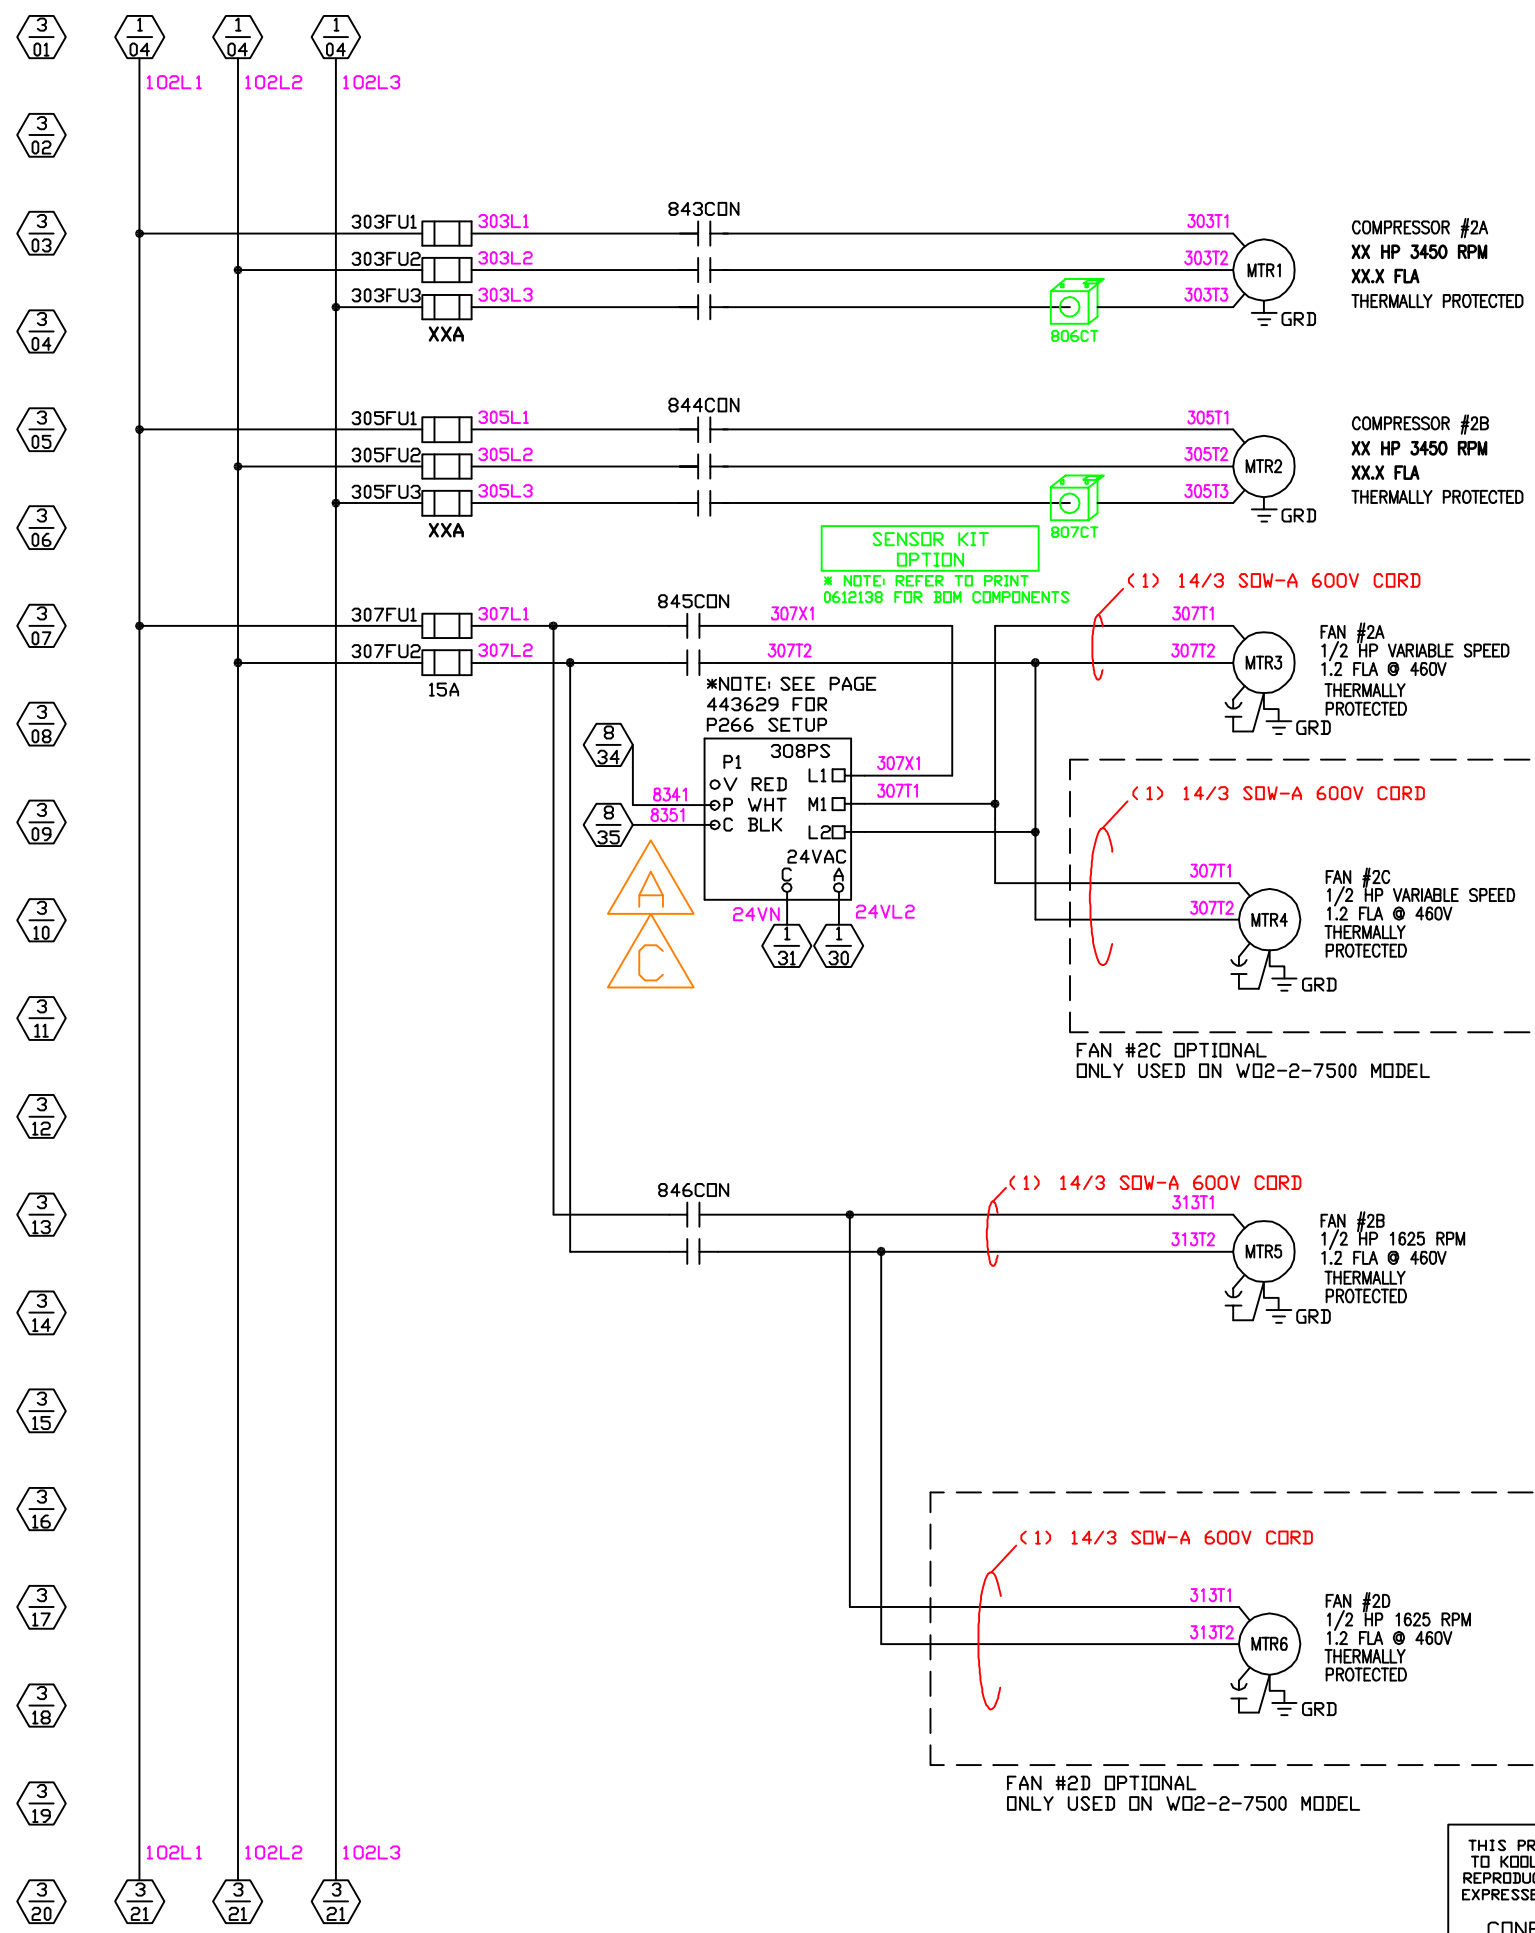 3
01
1
04
1
04
1
04
102L1
102L2
102L3
3
02
3
03
303FU1
303L1
843CON
303T1
303FU2
303L2
303T2
303FU3
303L3
303T3
XXA
806CT
MTR1
GRD
COMPRESSOR #2A
XX HP 3450 RPM
XX.X FLA
THERMALLY PROTECTED
3
04
3
05
305FU1
305L1
844CON
305T1
305FU2
305L2
305T2
305FU3
305L3
305T3
XXA
807CT
MTR2
GRD
COMPRESSOR #2B
XX HP 3450 RPM
XX.X FLA
THERMALLY PROTECTED
3
06
SENSOR KIT
OPTION
* NOTE: REFER TO PRINT
0612138 FOR BOM COMPONENTS
(1) 14/3 SOW-A 600V CORD
3
07
307FU1
307L1
845CON
307X1
307T1
307FU2
307L2
307T2
307T2
15A
MTR3
GRD
FAN #2A
1/2 HP VARIABLE SPEED
1.2 FLA @ 460V
THERMALLY
PROTECTED
*NOTE: SEE PAGE
443629 FOR
P266 SETUP
3
08
8
34
308PS
P1
V RED
P WHT
C BLK
L1
M1
L2
24VAC
C
A
307X1
307T1
8341
8351
3
09
8
35
A
C
24VN
24VL2
1
31
1
30
(1) 14/3 SOW-A 600V CORD
307T1
307T2
MTR4
GRD
FAN #2C
1/2 HP VARIABLE SPEED
1.2 FLA @ 460V
THERMALLY
PROTECTED
3
10
3
11
FAN #2C OPTIONAL
ONLY USED ON WO2-2-7500 MODEL
3
12
3
13
846CON
(1) 14/3 SOW-A 600V CORD
313T1
313T2
MTR5
GRD
FAN #2B
1/2 HP 1625 RPM
1.2 FLA @ 460V
THERMALLY
PROTECTED
3
14
3
15
3
16
(1) 14/3 SOW-A 600V CORD
3
17
313T1
313T2
MTR6
GRD
FAN #2D
1/2 HP 1625 RPM
1.2 FLA @ 460V
THERMALLY
PROTECTED
3
18
3
19
FAN #2D OPTIONAL
ONLY USED ON WO2-2-7500 MODEL
102L1
102L2
102L3
3
20
3
21
3
21
3
21
THIS PR
TO KOOL
REPRODU
EXPRESSE
CONF